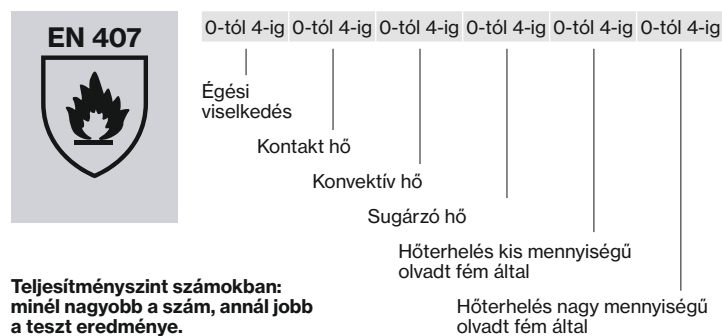 EN 407
0-tól 4-ig 0-tól 4-ig 0-tól 4-ig 0-tól 4-ig 0-tól 4-ig 0-tól 4-ig
Égési
viselkedés
Kontakt hő
Konvektív hő
Sugárzó hő
Hőterhelés kis mennyiségű
olvadt fém által
Hőterhelés nagy mennyiségű
olvadt fém által
Teljesítményszint számokban:
minél nagyobb a szám, annál jobb
a teszt eredménye.